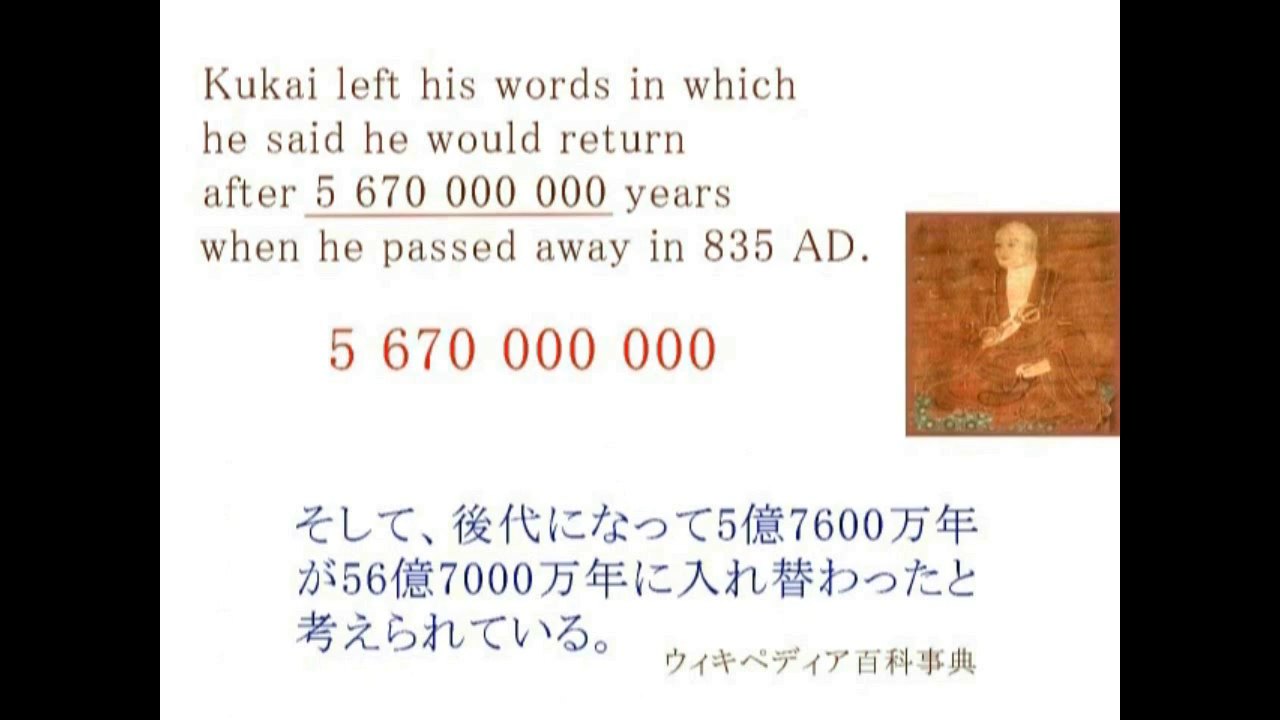 Kukai left his words in which
he said he would return
after 5 670 000 000 years
when he passed away in 835 AD.
5 670 000 000
そして、後代になって5億7600万年
が56億7000万年に入れ替わったと
考えられている。
ウィキペディア百科事典